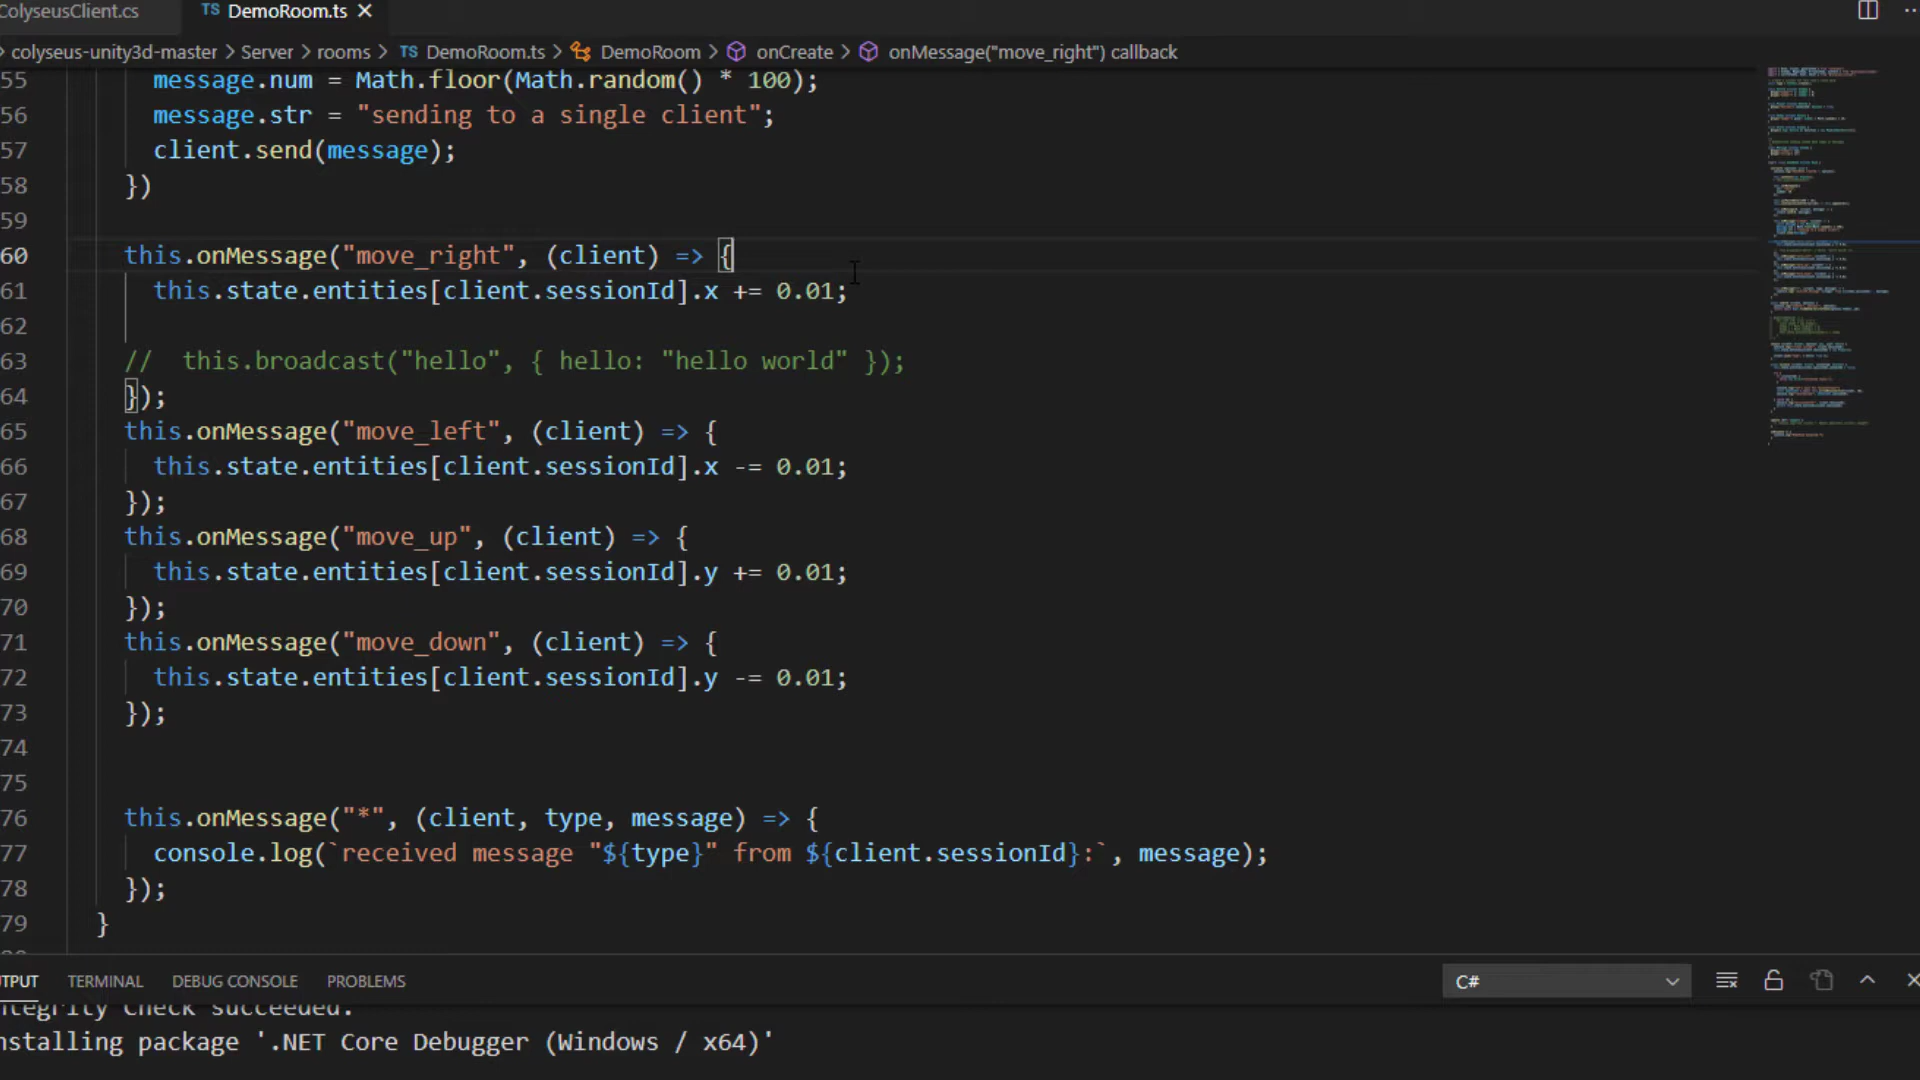 ColyseusClient.cs TS DemoRoom.ts
colyseus-unity3d-master > Server > rooms > TS DemoRoom.ts > DemoRoom > onCreate > onMessage("move_right") callback
55 message.num = Math.floor(Math.random() * 100);
56 message.str = "sending to a single client";
57 client.send(message);
58 })
59
60 this.onMessage("move_right", (client) => {
61 this.state.entities[client.sessionId].x += 0.01;
62
63 // this.broadcast("hello", { hello: "hello world" });
64 });
65 this.onMessage("move_left", (client) => {
66 this.state.entities[client.sessionId].x -= 0.01;
67 });
68 this.onMessage("move_up", (client) => {
69 this.state.entities[client.sessionId].y += 0.01;
70 });
71 this.onMessage("move_down", (client) => {
72 this.state.entities[client.sessionId].y -= 0.01;
73 });
74
75
76 this.onMessage("*", (client, type, message) => {
77 console.log(`received message "${type}" from ${client.sessionId}:`, message);
78 });
79 }
TPUT TERMINAL DEBUG CONSOLE PROBLEMS C#
ntegrity check succeeded.
nstalling package '.NET Core Debugger (Windows / x64)'